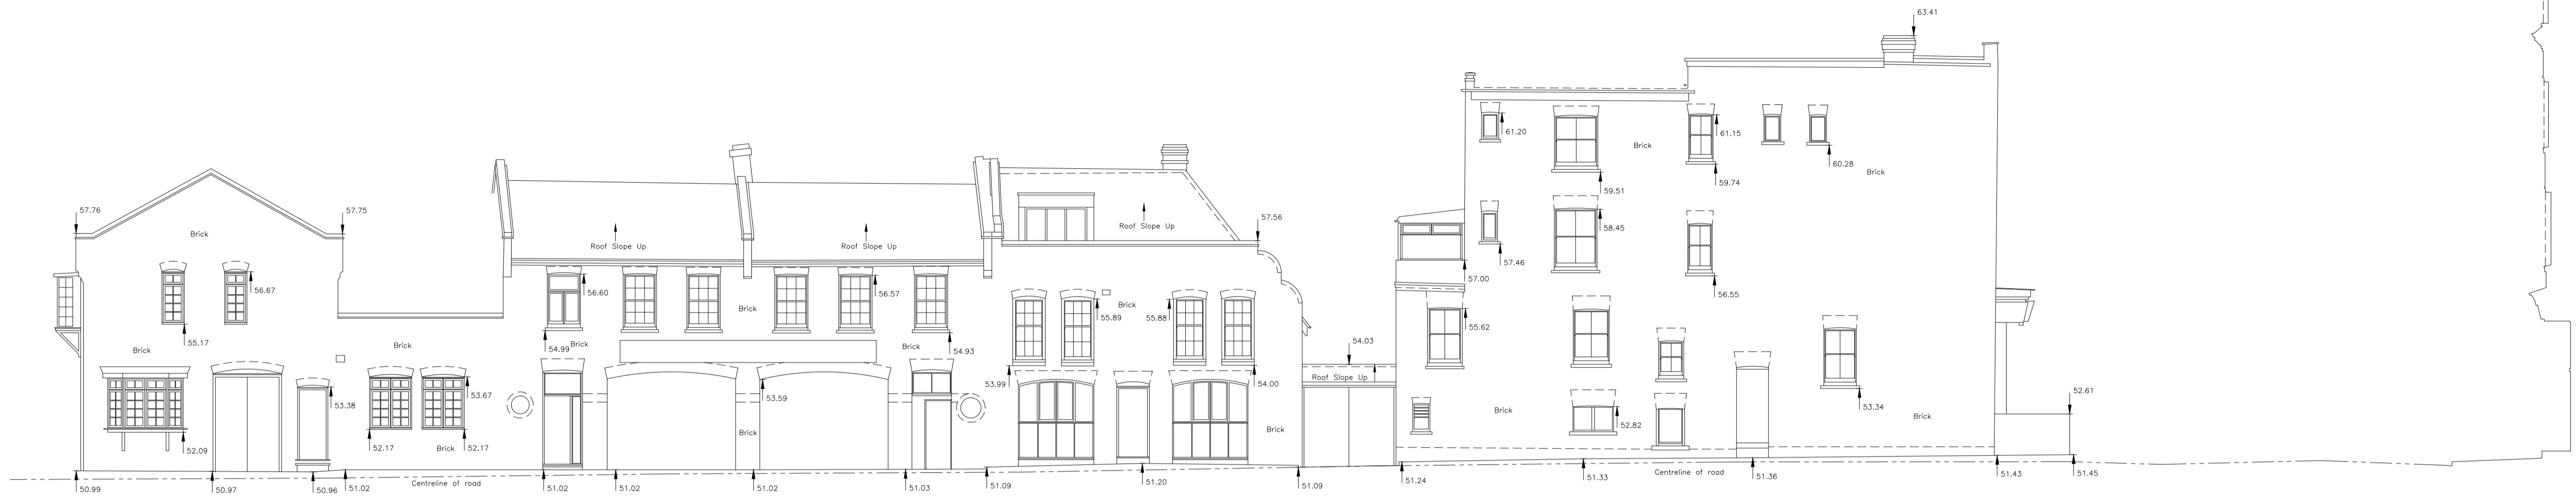 63.41
61.20
61.15
Brick
60.28
59.74
Brick
59.51
57.76
57.75
57.56
Roof Slope Up
58.45
Brick
Roof Slope Up
Roof Slope Up
57.46
57.00
56.67
56.60
56.57
56.55
Brick
Brick
55.89
55.88
55.62
55.17
54.99
Brick
Brick
Brick
Brick
54.93
54.03
Roof Slope Up
53.67
53.59
53.99
54.00
53.38
53.34
52.61
Brick
Brick
52.82
Brick
Brick
52.09
52.17
Brick
52.17
Centreline of road
Centreline of road
50.99
50.97
50.96
51.02
51.02
51.02
51.02
51.03
51.09
51.20
51.09
51.24
51.33
51.36
51.43
51.45